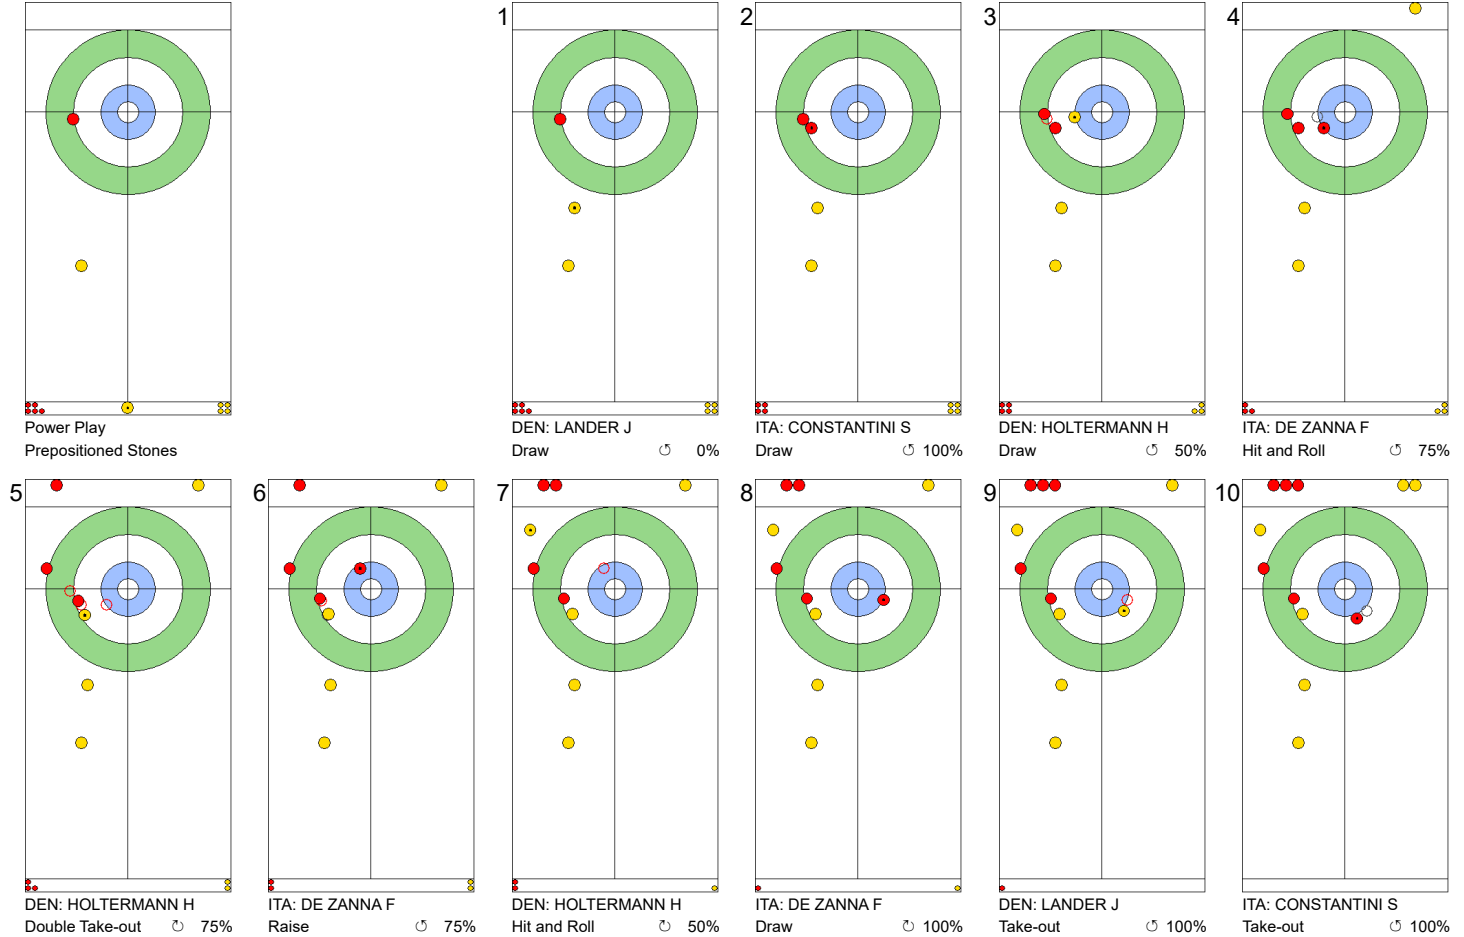 Power Play
Prepositioned Stones
1
DEN: LANDER J
Draw ↺ 0%
2
ITA: CONSTANTINI S
Draw ↺ 100%
3
DEN: HOLTERMANN H
Draw ↺ 50%
4
ITA: DE ZANNA F
Hit and Roll ↺ 75%
5
DEN: HOLTERMANN H
Double Take-out ↻ 75%
6
ITA: DE ZANNA F
Raise ↺ 75%
7
DEN: HOLTERMANN H
Hit and Roll ↻ 50%
8
ITA: DE ZANNA F
Draw ↻ 100%
9
DEN: LANDER J
Take-out ↺ 100%
10
ITA: CONSTANTINI S
Take-out ↺ 100%